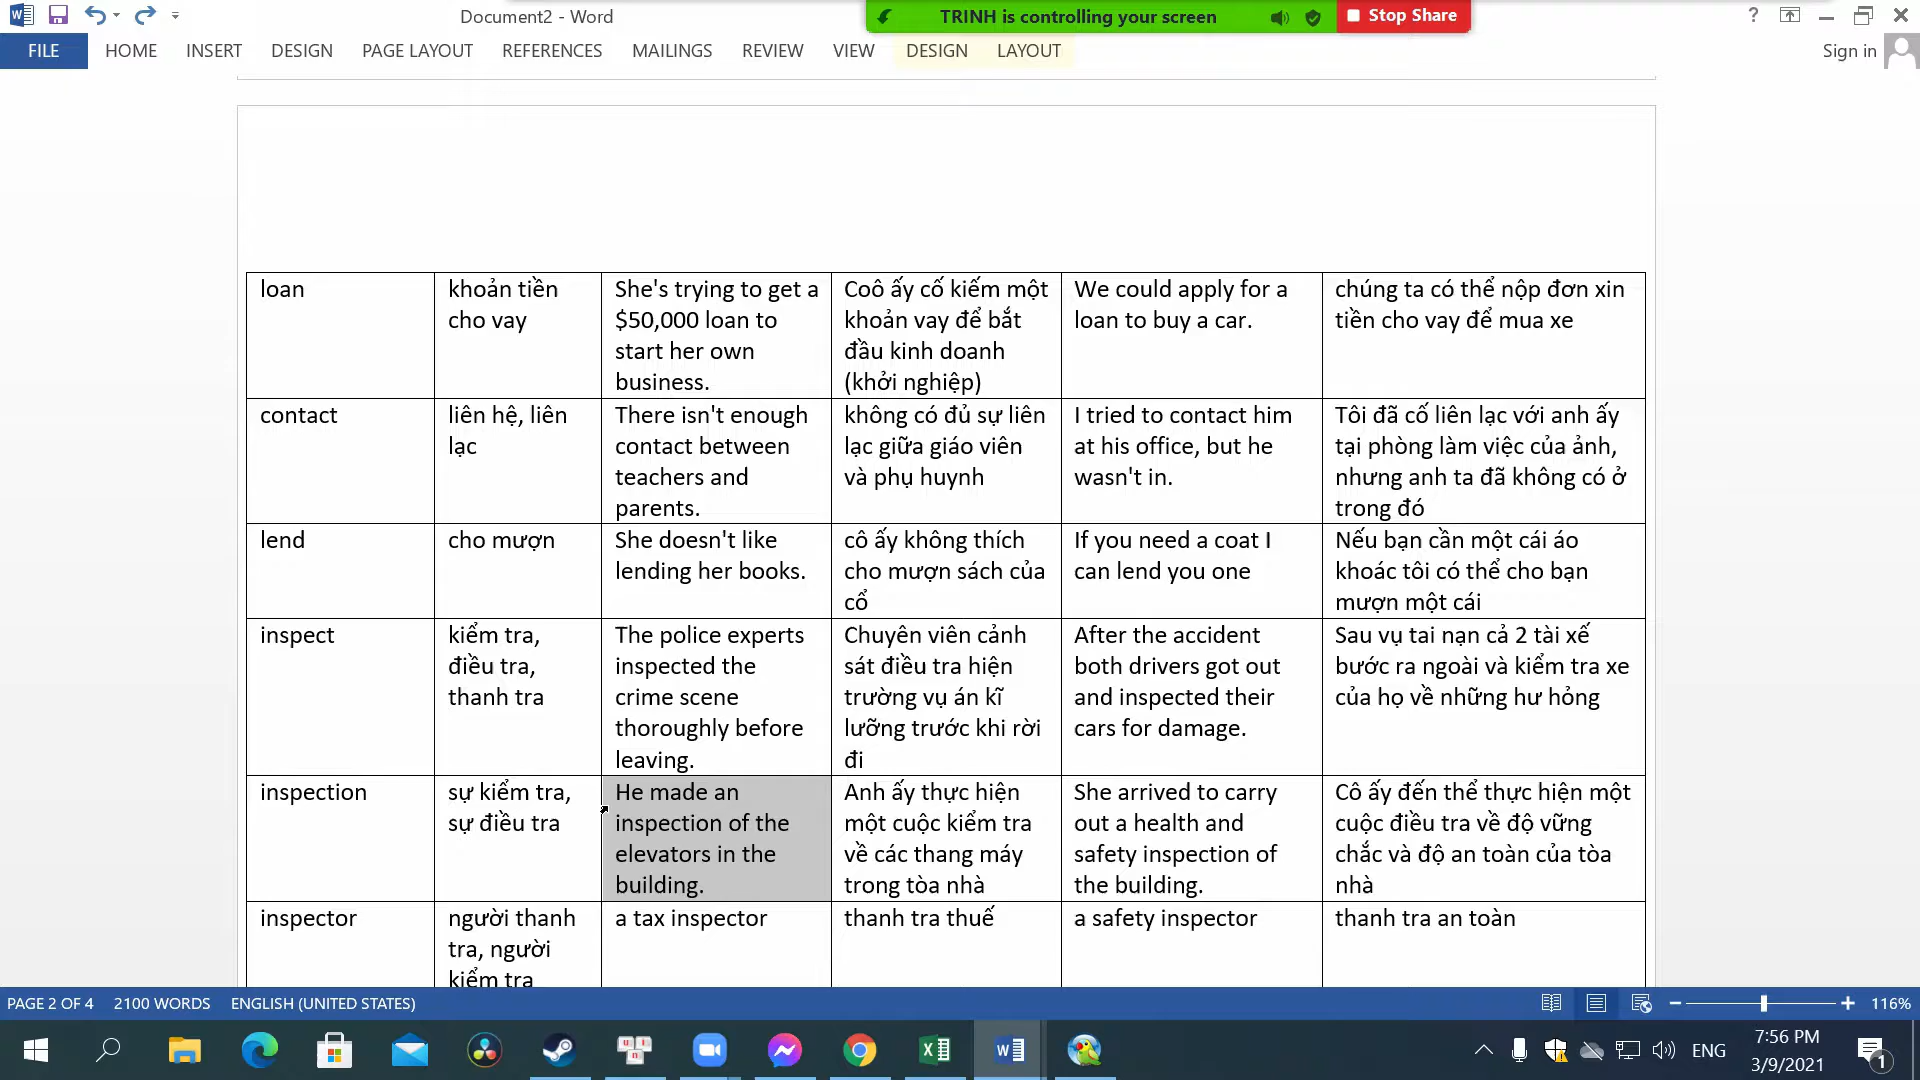 Document2 - Word
TRINH is controlling your screen
Stop Share
?
FILE
HOME
INSERT
DESIGN
PAGE LAYOUT
REFERENCES
MAILINGS
REVIEW
VIEW
DESIGN
LAYOUT
Sign in
loan
khoản tiền
cho vay
She's trying to get a
$50,000 loan to
start her own
business.
Coô ấy cố kiếm một
khoản vay để bắt
đầu kinh doanh
(khởi nghiệp)
We could apply for a
loan to buy a car.
chúng ta có thể nộp đơn xin
tiền cho vay để mua xe
contact
liên hệ, liên
lạc
There isn't enough
contact between
teachers and
parents.
không có đủ sự liên
lạc giữa giáo viên
và phụ huynh
I tried to contact him
at his office, but he
wasn't in.
Tôi đã cố liên lạc với anh ấy
tại phòng làm việc của ảnh,
nhưng anh ta đã không có ở
trong đó
lend
cho mượn
She doesn't like
lending her books.
cô ấy không thích
cho mượn sách của
cổ
If you need a coat I
can lend you one
Nếu bạn cần một cái áo
khoác tôi có thể cho bạn
mượn một cái
inspect
kiểm tra,
điều tra,
thanh tra
The police experts
inspected the
crime scene
thoroughly before
leaving.
Chuyên viên cảnh
sát điều tra hiện
trường vụ án kĩ
lưỡng trước khi rời
đi
After the accident
both drivers got out
and inspected their
cars for damage.
Sau vụ tai nạn cả 2 tài xế
bước ra ngoài và kiểm tra xe
của họ về những hư hỏng
inspection
sự kiểm tra,
sự điều tra
He made an
inspection of the
elevators in the
building.
Anh ấy thực hiện
một cuộc kiểm tra
về các thang máy
trong tòa nhà
She arrived to carry
out a health and
safety inspection of
the building.
Cô ấy đến thể thực hiện một
cuộc điều tra về độ vững
chắc và độ an toàn của tòa
nhà
inspector
người thanh
tra, người
kiểm tra
a tax inspector
thanh tra thuế
a safety inspector
thanh tra an toàn
PAGE 2 OF 4
2100 WORDS
ENGLISH (UNITED STATES)
116%
ENG
7:56 PM
3/9/2021
1